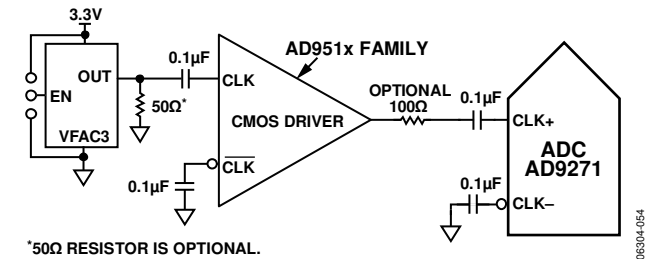 3.3V
OUT
EN
VFAC3
50Ω*
0.1µF
AD951x FAMILY
CLK
CMOS DRIVER
CLK
0.1µF
OPTIONAL
100Ω
0.1µF
CLK+
ADC
AD9271
0.1µF
CLK–
*50Ω RESISTOR IS OPTIONAL.
06304-054